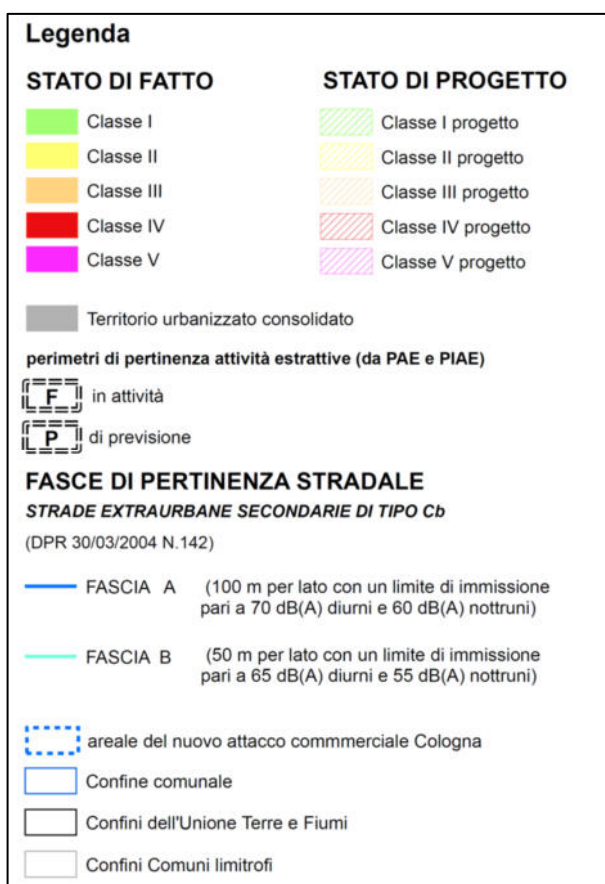 Legenda
STATO DI FATTO
Classe I
Classe II
Classe III
Classe IV
Classe V
STATO DI PROGETTO
Classe I progetto
Classe II progetto
Classe III progetto
Classe IV progetto
Classe V progetto
Territorio urbanizzato consolidato
perimetri di pertinenza attività estrattive (da PAE e PIAE)
F in attività
P di previsione
FASCE DI PERTINENZA STRADALE
STRADE EXTRAURBANE SECONDARIE DI TIPO Cb
(DPR 30/03/2004 N.142)
FASCIA A (100 m per lato con un limite di immissione
pari a 70 dB(A) diurni e 60 dB(A) nottruni)
FASCIA B (50 m per lato con un limite di immissione
pari a 65 dB(A) diurni e 55 dB(A) nottruni)
areale del nuovo attacco commmerciale Cologna
Confine comunale
Confini dell'Unione Terre e Fiumi
Confini Comuni limitrofi